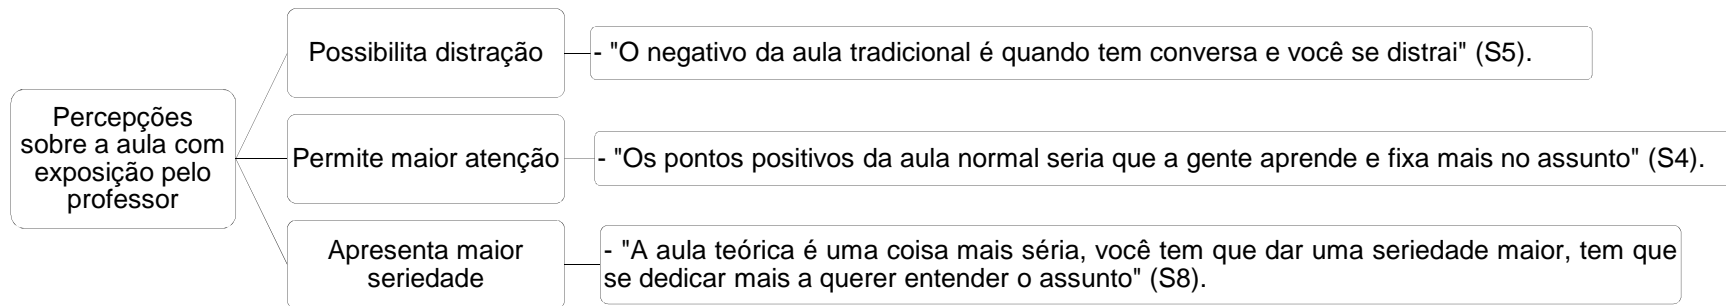 Percepções
sobre a aula com
exposição pelo
professor
Possibilita distração
- "O negativo da aula tradicional é quando tem conversa e você se distrai" (S5).
Permite maior atenção
- "Os pontos positivos da aula normal seria que a gente aprende e fixa mais no assunto" (S4).
Apresenta maior
seriedade
- "A aula teórica é uma coisa mais séria, você tem que dar uma seriedade maior, tem que
se dedicar mais a querer entender o assunto" (S8).